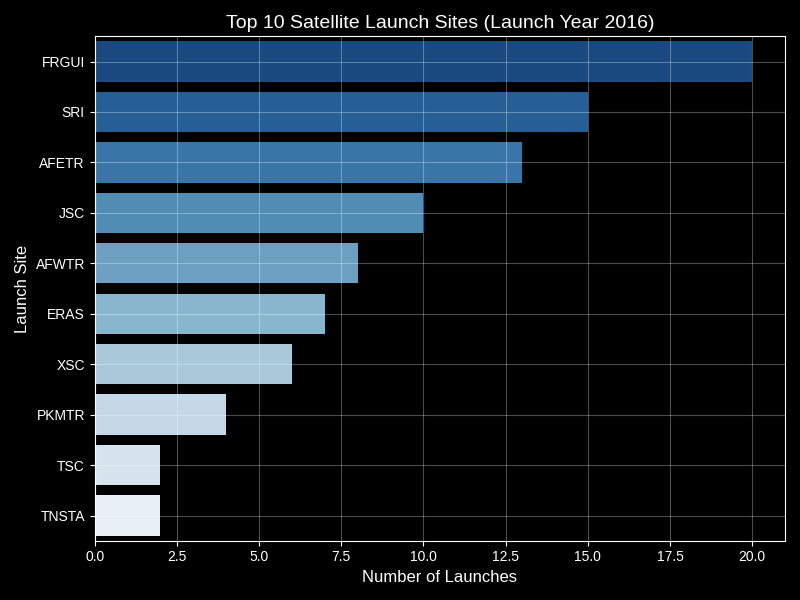 Top 10 Satellite Launch Sites (Launch Year 2016)
Launch Site
FRGUI
SRI
AFETR
JSC
AFWTR
ERAS
XSC
PKMTR
TSC
TNSTA
0.0 2.5 5.0 7.5 10.0 12.5 15.0 17.5 20.0
Number of Launches